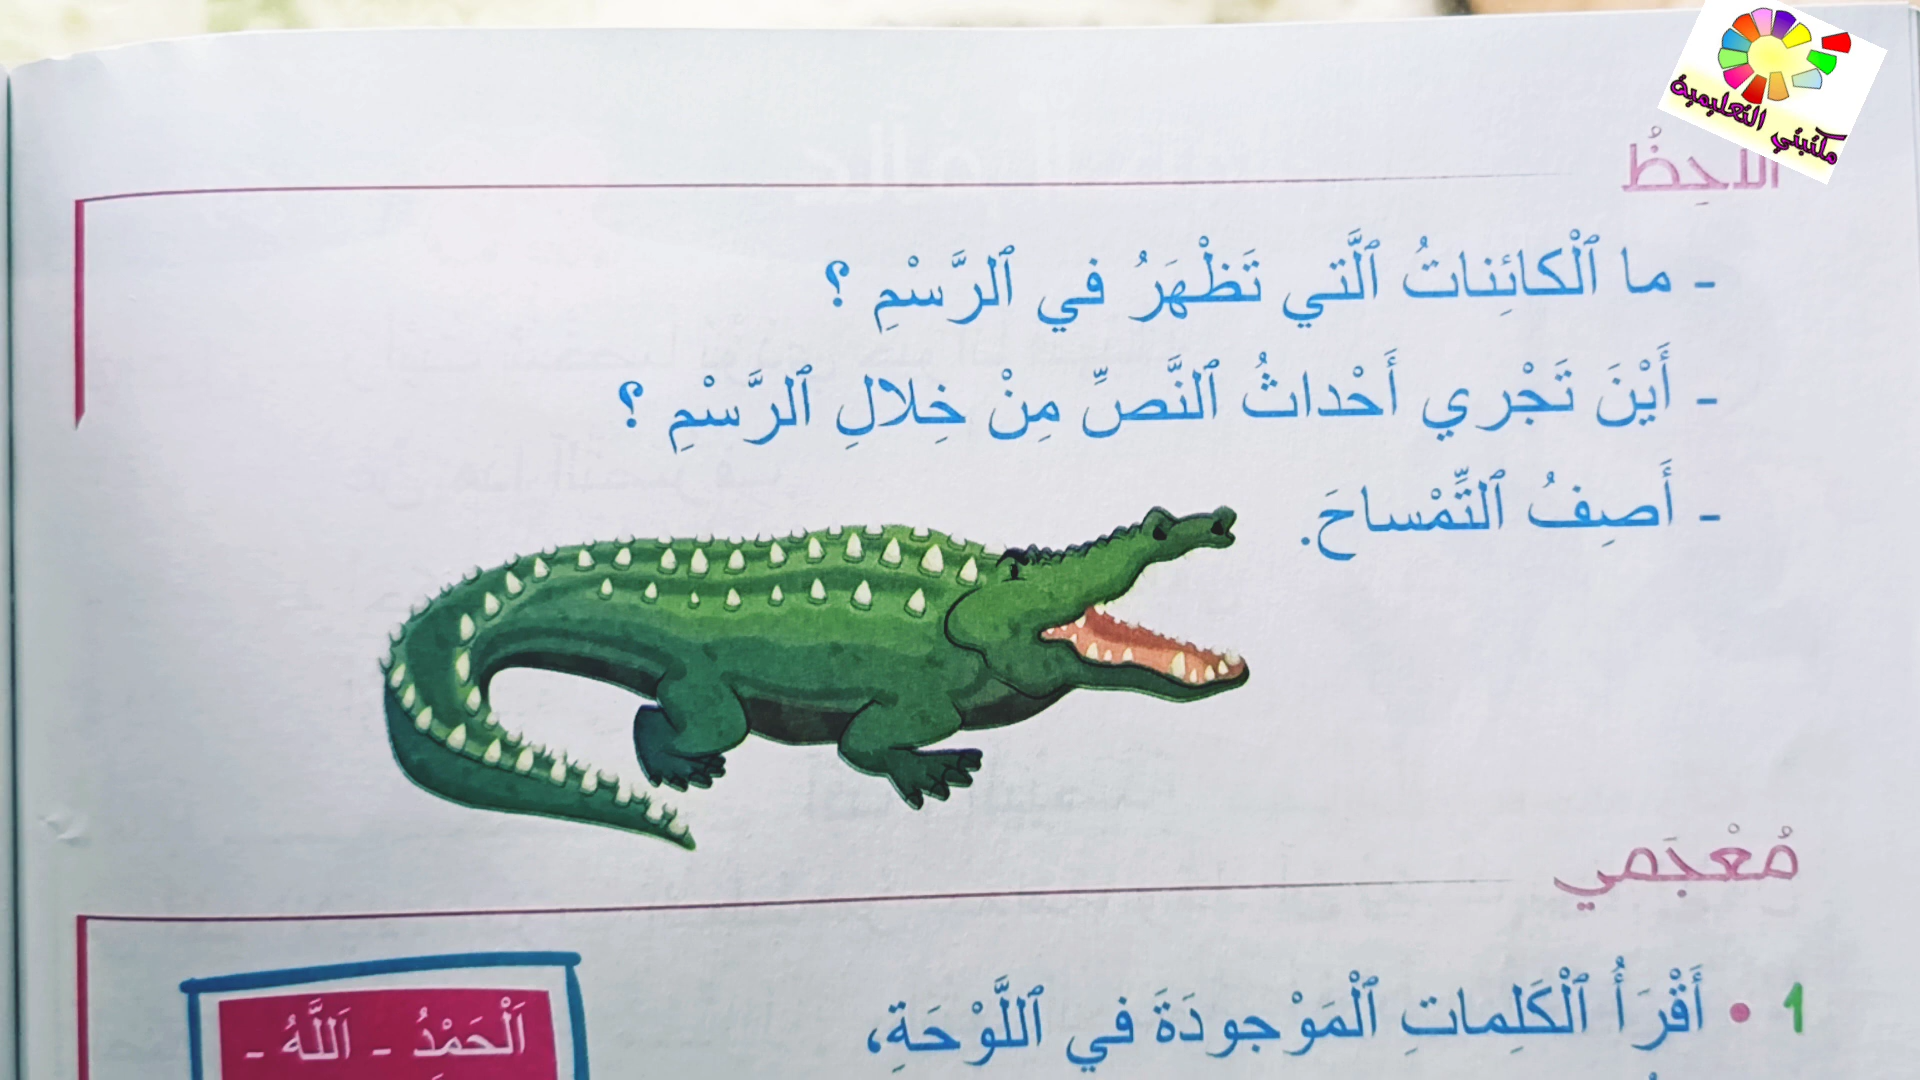 مكتبتي التعليمية
أُلاحِظُ
- ما ٱلْكائِناتُ ٱلَّتي تَظْهَرُ في ٱلرَّسْمِ ؟
- أَيْنَ تَجْري أَحْداثُ ٱلنَّصِّ مِنْ خِلالِ ٱلرَّسْمِ ؟
- أَصِفُ ٱلتِّمْساحَ.
مُعْجَمي
1 • أَقْرَأُ ٱلْكَلِماتِ ٱلْمَوْجودَةَ في ٱللَّوْحَةِ،
اَلْحَمْدُ - اَللَّهُ -